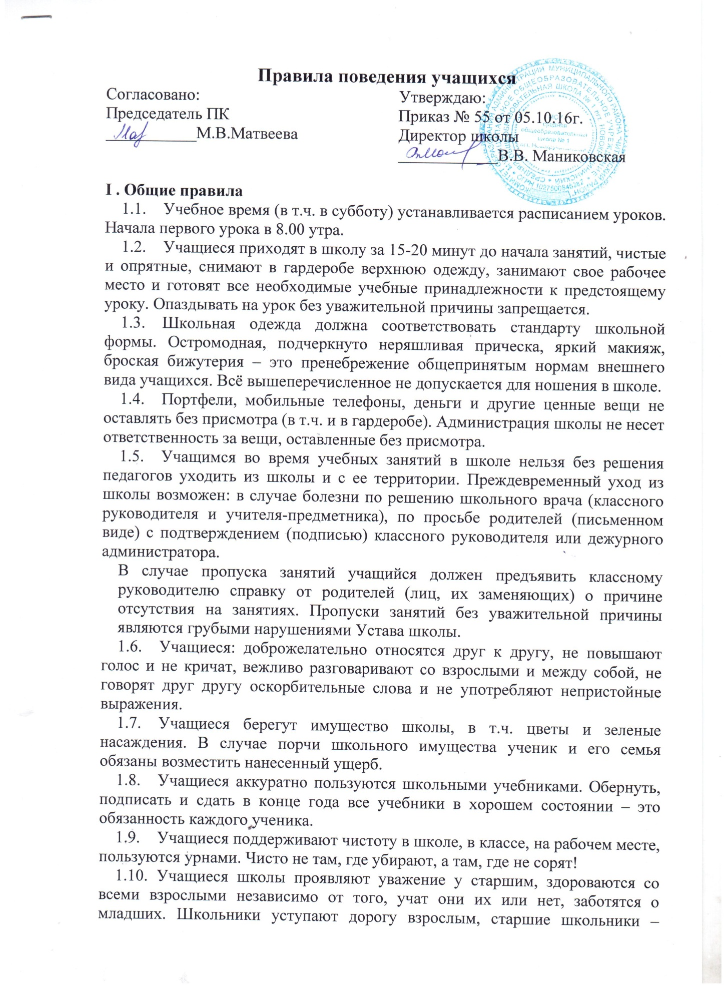 Правила поведения учащихся
Согласовано:
Председатель ПК
___________М.В.Матвеева
Утверждаю:
Приказ № 55 от 05.10.16г.
Директор школы
____________В.В. Маниковская
I . Общие правила
1.1. Учебное время (в т.ч. в субботу) устанавливается расписанием уроков.
Начала первого урока в 8.00 утра.
1.2. Учащиеся приходят в школу за 15-20 минут до начала занятий, чистые
и опрятные, снимают в гардеробе верхнюю одежду, занимают свое рабочее
место и готовят все необходимые учебные принадлежности к предстоящему
уроку. Опаздывать на урок без уважительной причины запрещается.
1.3. Школьная одежда должна соответствовать стандарту школьной
формы. Остромодная, подчеркнуто неряшливая прическа, яркий макияж,
броская бижутерия – это пренебрежение общепринятым нормам внешнего
вида учащихся. Всё вышеперечисленное не допускается для ношения в школе.
1.4. Портфели, мобильные телефоны, деньги и другие ценные вещи не
оставлять без присмотра (в т.ч. и в гардеробе). Администрация школы не несет
ответственность за вещи, оставленные без присмотра.
1.5. Учащимся во время учебных занятий в школе нельзя без решения
педагогов уходить из школы и с ее территории. Преждевременный уход из
школы возможен: в случае болезни по решению школьного врача (классного
руководителя и учителя-предметника), по просьбе родителей (письменном
виде) с подтверждением (подписью) классного руководителя или дежурного
администратора.
В случае пропуска занятий учащийся должен предъявить классному
руководителю справку от родителей (лиц, их заменяющих) о причине
отсутствия на занятиях. Пропуски занятий без уважительной причины
являются грубыми нарушениями Устава школы.
1.6. Учащиеся: доброжелательно относятся друг к другу, не повышают
голос и не кричат, вежливо разговаривают со взрослыми и между собой, не
говорят друг другу оскорбительные слова и не употребляют непристойные
выражения.
1.7. Учащиеся берегут имущество школы, в т.ч. цветы и зеленые
насаждения. В случае порчи школьного имущества ученик и его семья
обязаны возместить нанесенный ущерб.
1.8. Учащиеся аккуратно пользуются школьными учебниками. Обернуть,
подписать и сдать в конце года все учебники в хорошем состоянии – это
обязанность каждого ученика.
1.9. Учащиеся поддерживают чистоту в школе, в классе, на рабочем месте,
пользуются урнами. Чисто не там, где убирают, а там, где не сорят!
1.10. Учащиеся школы проявляют уважение у старшим, здороваются со
всеми взрослыми независимо от того, учат они их или нет, заботятся о
младших. Школьники уступают дорогу взрослым, старшие школьники –